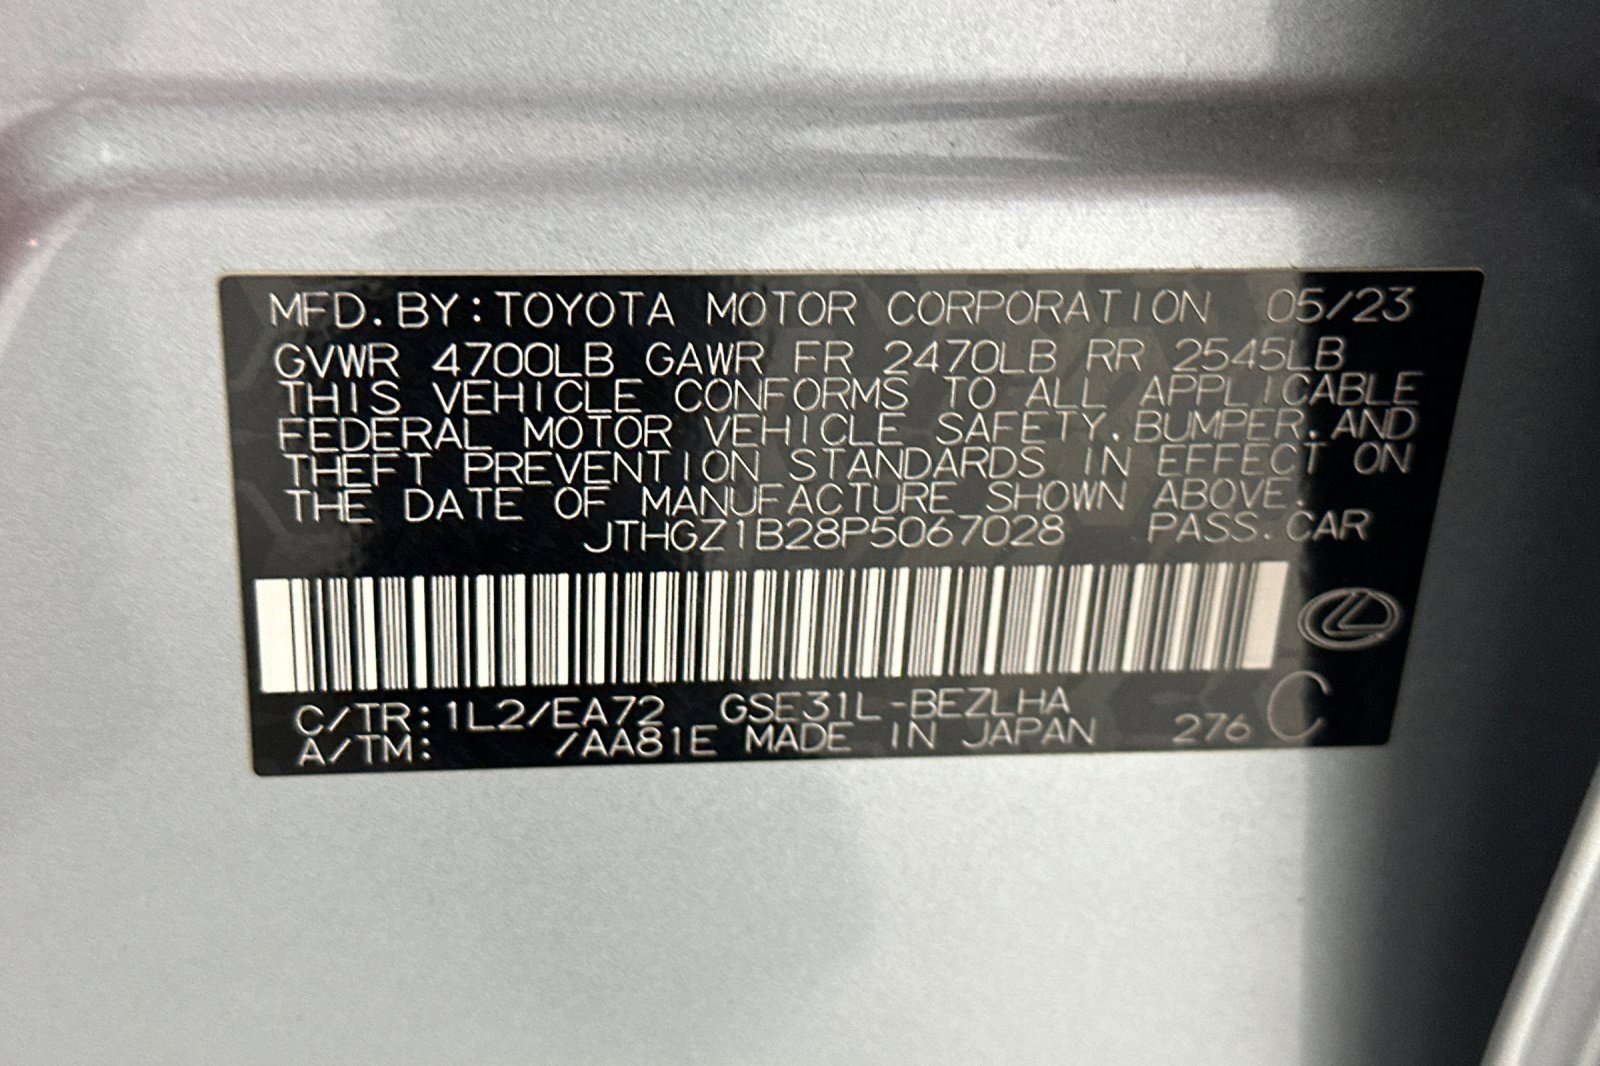 MFD. BY: TOYOTA MOTOR CORPORATION 05/23
GVWR 4700LB GAWR FR 2470LB RR 2545LB
THIS VEHICLE CONFORMS TO ALL APPLICABLE
FEDERAL MOTOR VEHICLE SAFETY. BUMPER. AND
THEFT PREVENTION STANDARDS IN EFFECT ON
THE DATE OF MANUFACTURE SHOWN ABOVE.
JTHGZ1B28P5067028 PASS. CAR
C/TR: 1L2/EA72 GSE31L-BEZLHA
A/TM: /AA81E MADE IN JAPAN 276 C